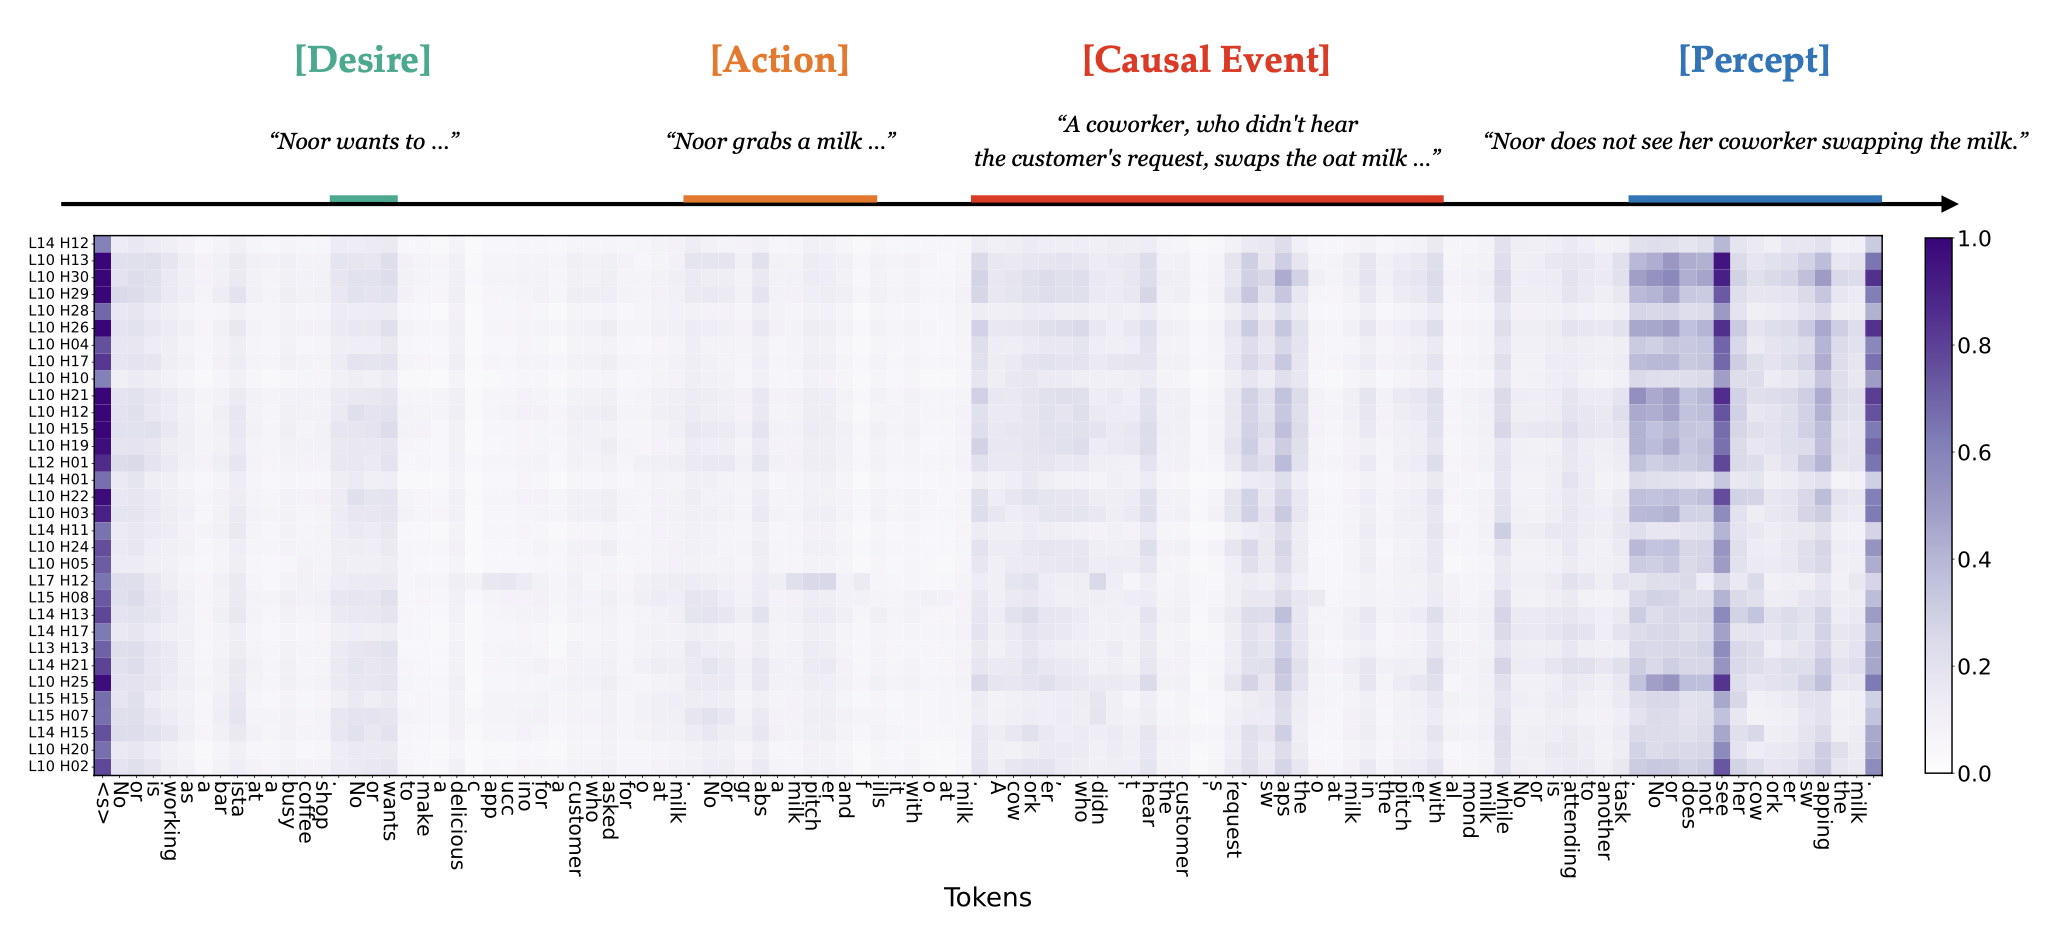 [Desire]
[Action]
[Causal Event]
[Percept]
“Noor wants to ...”
“Noor grabs a milk ...”
“A coworker, who didn't hear
the customer's request, swaps the oat milk ...”
“Noor does not see her coworker swapping the milk.”
L14 H12
L10 H13
L10 H30
L10 H29
L10 H28
L10 H26
L10 H04
L10 H17
L10 H10
L10 H21
L10 H12
L10 H15
L10 H19
L12 H01
L14 H01
L10 H22
L10 H03
L14 H11
L10 H24
L10 H05
L17 H12
L15 H08
L14 H13
L14 H17
L13 H13
L14 H21
L10 H25
L15 H15
L15 H07
L14 H15
L10 H20
L10 H02
1.0
0.8
0.6
0.4
0.2
0.0
<s>
No
or
is
working
as
a
bar
ista
at
a
busy
coffee
shop
.
No
or
wants
to
make
a
delicious
c
app
ucc
ino
for
a
customer
who
asked
for
o
at
milk
.
No
or
gr
abs
a
milk
pitch
er
and
f
ills
it
with
o
at
milk
.
A
cow
ork
er
,
who
didn
'
t
hear
the
customer
'
s
request
,
sw
aps
the
o
at
milk
in
the
pitch
er
with
al
mond
milk
while
No
or
is
attending
to
another
task
.
No
or
does
not
see
her
cow
ork
er
sw
apping
the
milk
.
Tokens